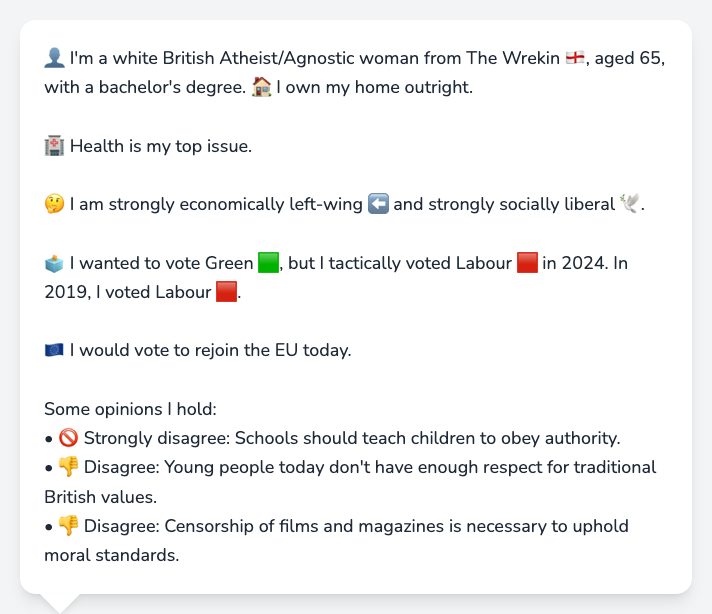 👤 I'm a white British Atheist/Agnostic woman from The Wrekin 🏴󠁧󠁢󠁥󠁮󠁧󠁿, aged 65,
with a bachelor's degree. 🏠 I own my home outright.
🏥 Health is my top issue.
🤔 I am strongly economically left-wing ⬅️ and strongly socially liberal 🕊️.
🗳️ I wanted to vote Green 🟩, but I tactically voted Labour 🟥 in 2024. In
2019, I voted Labour 🟥.
🇪🇺 I would vote to rejoin the EU today.
Some opinions I hold:
• 🚫 Strongly disagree: Schools should teach children to obey authority.
• 👎 Disagree: Young people today don't have enough respect for traditional
British values.
• 👎 Disagree: Censorship of films and magazines is necessary to uphold
moral standards.